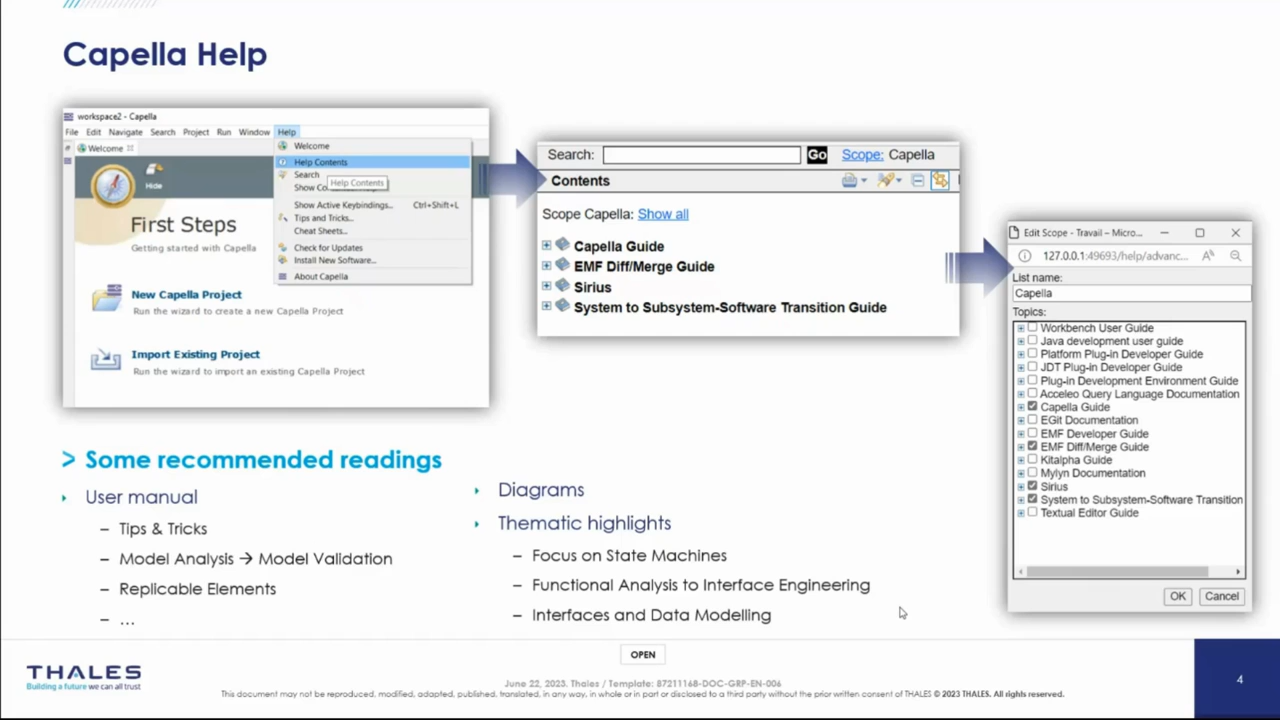 Capella Help
workspace2 - Capella
File Edit Navigate Search Project Run Window Help
Welcome
Hide
First Steps
Getting started with Capella
New Capella Project
Run the wizard to create a new Capella Project
Import Existing Project
Run the wizard to import an existing Capella Project
Welcome
Help Contents
Search
Show Co
Help Contents
Show Active Keybindings... Ctrl+Shift+L
Tips and Tricks...
Cheat Sheets...
Check for Updates
Install New Software...
About Capella
Search: Go Scope: Capella
Contents
Scope Capella: Show all
Capella Guide
EMF Diff/Merge Guide
Sirius
System to Subsystem-Software Transition Guide
Edit Scope - Travail – Micro...
127.0.0.1:49693/help/advanc...
List name:
Capella
Topics:
Workbench User Guide
Java development user guide
Platform Plug-in Developer Guide
JDT Plug-in Developer Guide
Plug-in Development Environment Guide
Acceleo Query Language Documentation
Capella Guide
EGit Documentation
EMF Developer Guide
EMF Diff/Merge Guide
Kitalpha Guide
Mylyn Documentation
Sirius
System to Subsystem-Software Transition
Textual Editor Guide
OK Cancel
> Some recommended readings
User manual
– Tips & Tricks
– Model Analysis → Model Validation
– Replicable Elements
– ...
Diagrams
Thematic highlights
– Focus on State Machines
– Functional Analysis to Interface Engineering
– Interfaces and Data Modelling
THALES
Building a future we can all trust
OPEN
June 22, 2023. Thales / Template: 87211168-DOC-GRP-EN-006
This document may not be reproduced, modified, adapted, published, translated, in any way, in whole or in part or disclosed to a third party without the prior written consent of THALES © 2023 THALES. All rights reserved.
4